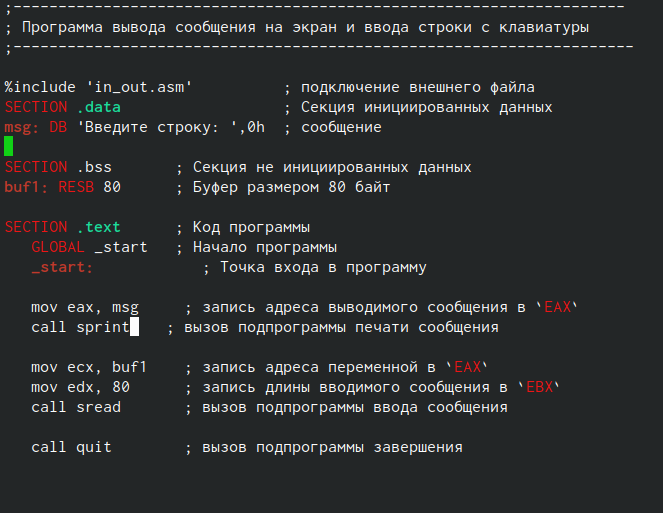 ;--------------------------------------------------------------------
; Программа вывода сообщения на экран и ввода строки с клавиатуры
;---------------------------------------------------------------------
%include 'in_out.asm' ; подключение внешнего файла
SECTION .data ; Секция инициированных данных
msg: DB 'Введите строку: ',0h ; сообщение
SECTION .bss ; Секция не инициированных данных
buf1: RESB 80 ; Буфер размером 80 байт
SECTION .text ; Код программы
GLOBAL _start ; Начало программы
_start: ; Точка входа в программу
mov eax, msg ; запись адреса выводимого сообщения в `EAX`
call sprint ; вызов подпрограммы печати сообщения
mov ecx, buf1 ; запись адреса переменной в `EAX`
mov edx, 80 ; запись длины вводимого сообщения в `EBX`
call sread ; вызов подпрограммы ввода сообщения
call quit ; вызов подпрограммы завершения